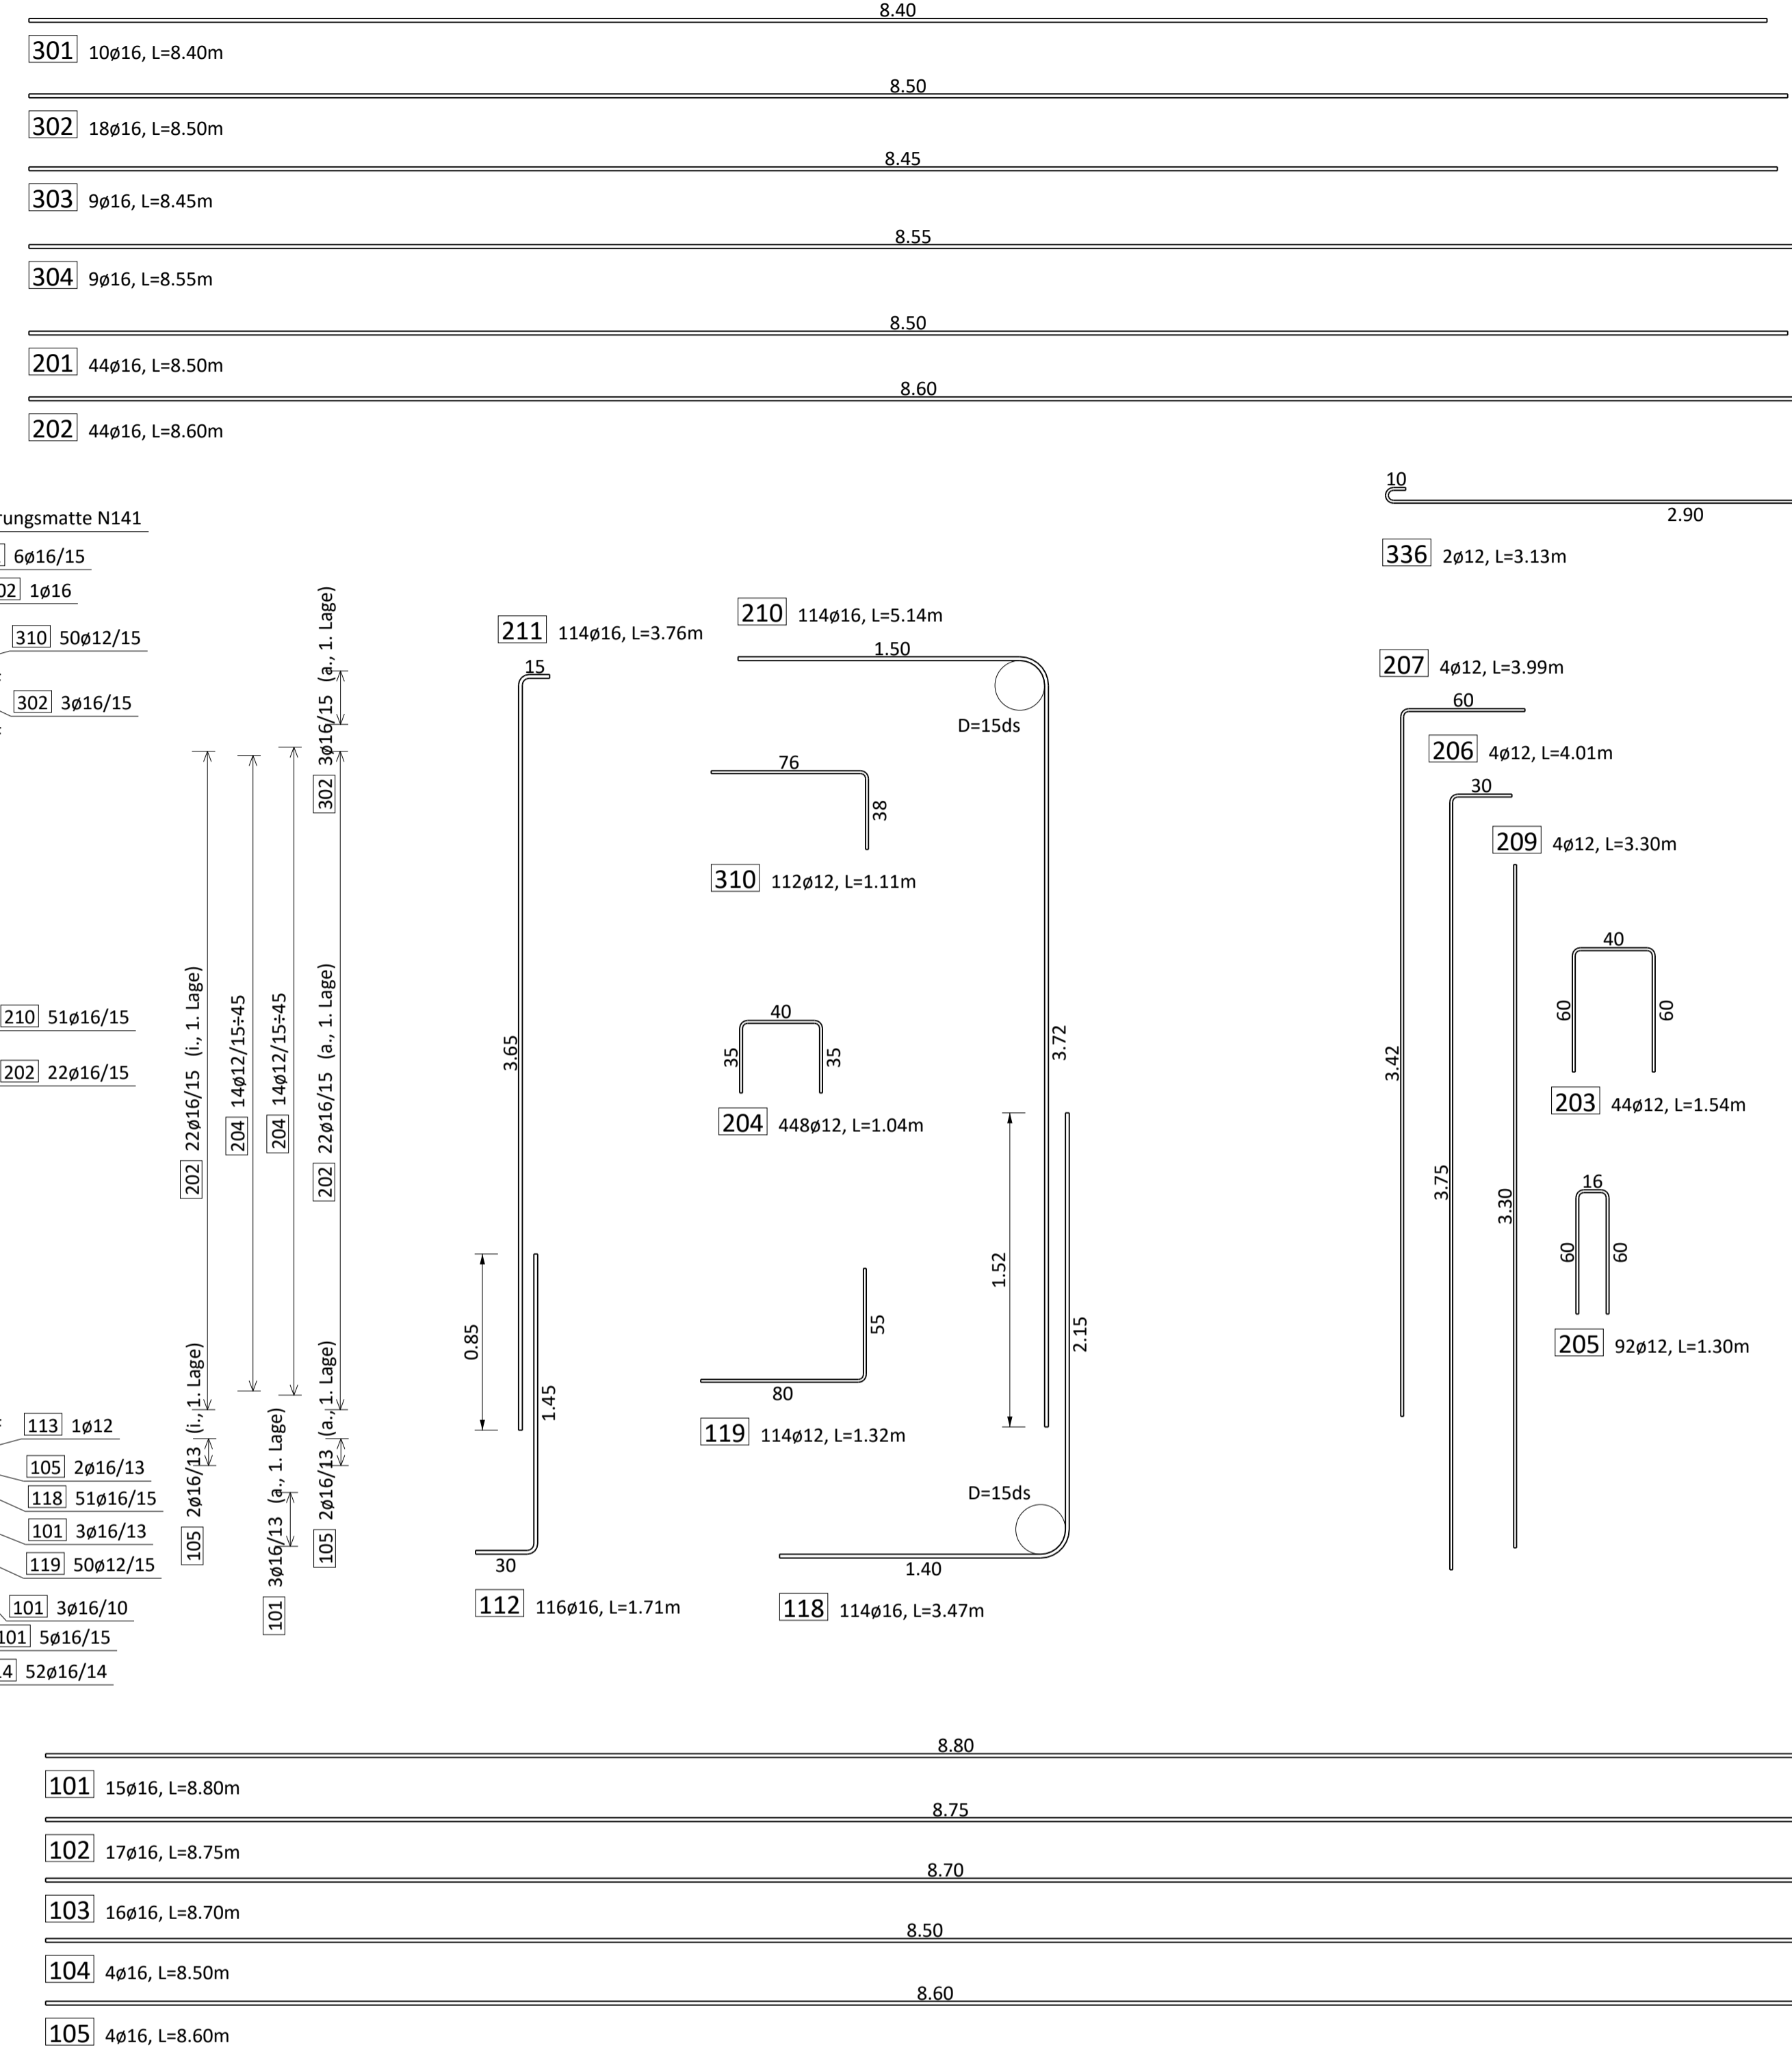 8.40
301 10ø16, L=8.40m
8.50
302 18ø16, L=8.50m
8.45
303 9ø16, L=8.45m
8.55
304 9ø16, L=8.55m
8.50
201 44ø16, L=8.50m
8.60
202 44ø16, L=8.60m
10
2.90
336 2ø12, L=3.13m
rungsmatte N141
6ø16/15
02 1ø16
310 50ø12/15
302 3ø16/15
210 51ø16/15
202 22ø16/15
113 1ø12
105 2ø16/13
118 51ø16/15
101 3ø16/13
119 50ø12/15
101 3ø16/10
101 5ø16/15
14 52ø16/14
202 22ø16/15 (i., 1. Lage)
105 2ø16/13 (i., 1. Lage)
204 14ø12/15÷45
204 14ø12/15÷45
101 3ø16/13 (a., 1. Lage)
302 3ø16/15 (a., 1. Lage)
202 22ø16/15 (a., 1. Lage)
105 2ø16/13 (a., 1. Lage)
211 114ø16, L=3.76m
15
3.65
0.85
1.45
30
112 116ø16, L=1.71m
210 114ø16, L=5.14m
1.50
D=15ds
3.72
76
38
310 112ø12, L=1.11m
40
35
35
204 448ø12, L=1.04m
55
80
119 114ø12, L=1.32m
1.52
2.15
D=15ds
1.40
118 114ø16, L=3.47m
207 4ø12, L=3.99m
60
3.42
206 4ø12, L=4.01m
30
3.75
209 4ø12, L=3.30m
3.30
40
60
60
203 44ø12, L=1.54m
16
60
60
205 92ø12, L=1.30m
8.80
101 15ø16, L=8.80m
8.75
102 17ø16, L=8.75m
8.70
103 16ø16, L=8.70m
8.50
104 4ø16, L=8.50m
8.60
105 4ø16, L=8.60m